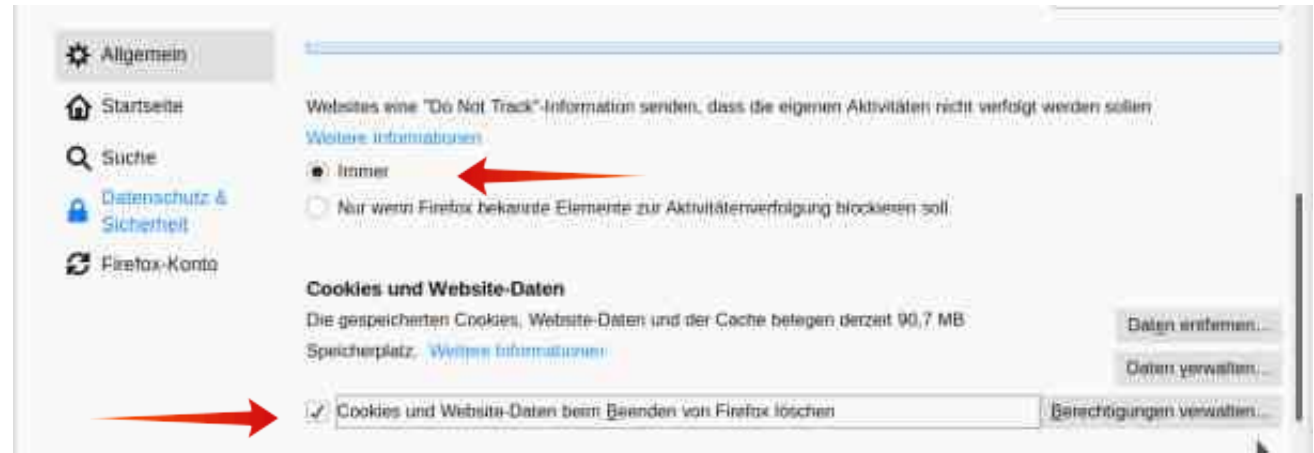 Allgemein
Startseite
Suche
Datenschutz &
Sicherheit
Firefox-Konto
Websites eine "Do Not Track"-Information senden, dass die eigenen Aktivitäten nicht verfolgt werden sollen
Weitere Informationen
Immer
Nur wenn Firefox bekannte Elemente zur Aktivitätenverfolgung blockieren soll
Cookies und Website-Daten
Die gespeicherten Cookies, Website-Daten und der Cache belegen derzeit 90,7 MB
Speicherplatz. Weitere Informationen
Daten entfernen...
Daten verwalten...
Cookies und Website-Daten beim Beenden von Firefox löschen
Berechtigungen verwalten...